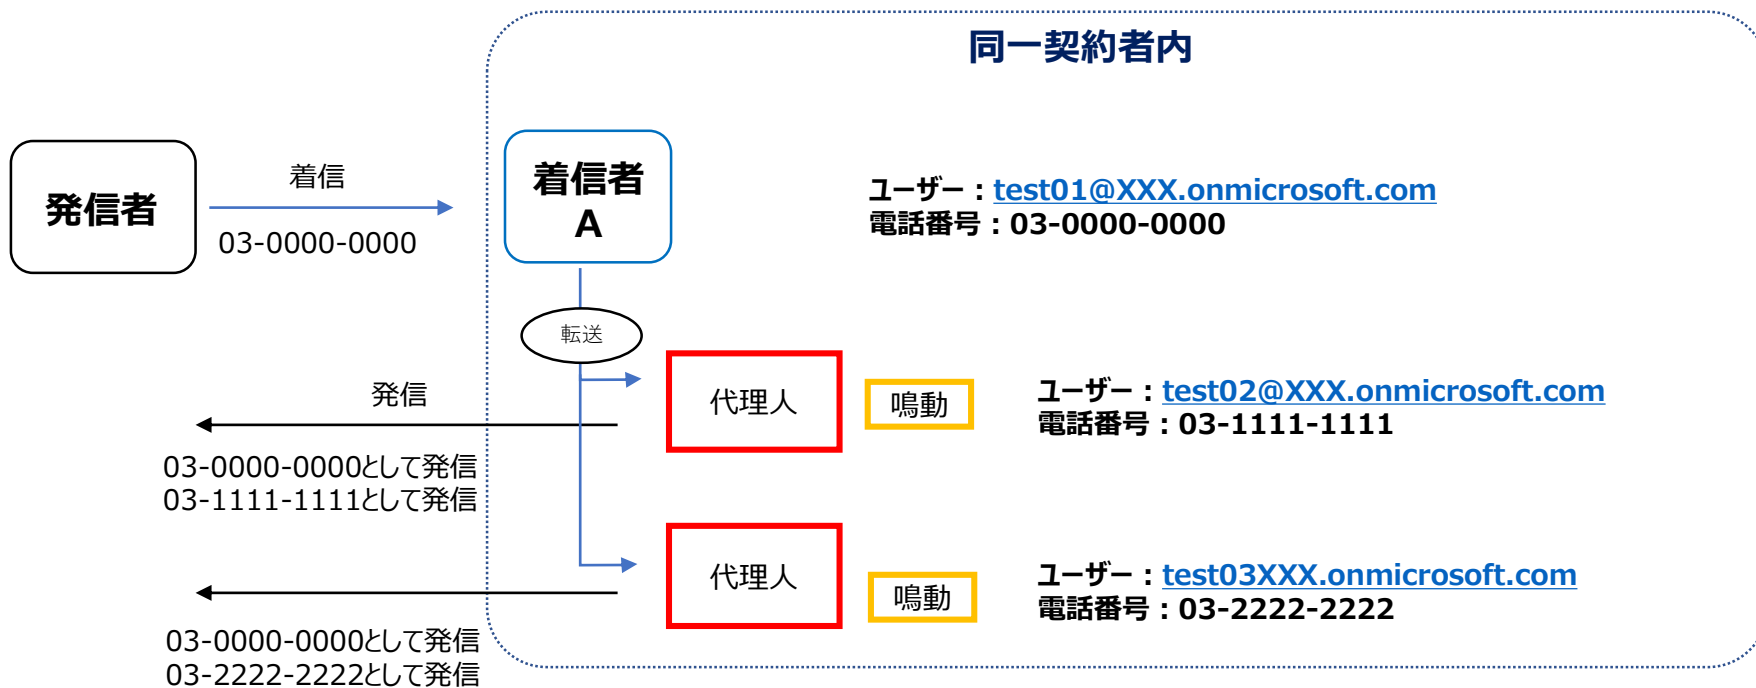 同一契約者内
発信者
着信
03-0000-0000
着信者
A
ユーザー：test01@XXX.onmicrosoft.com
電話番号：03-0000-0000
転送
発信
03-0000-0000として発信
03-1111-1111として発信
代理人
鳴動
ユーザー：test02@XXX.onmicrosoft.com
電話番号：03-1111-1111
代理人
鳴動
ユーザー：test03XXX.onmicrosoft.com
電話番号：03-2222-2222
03-0000-0000として発信
03-2222-2222として発信